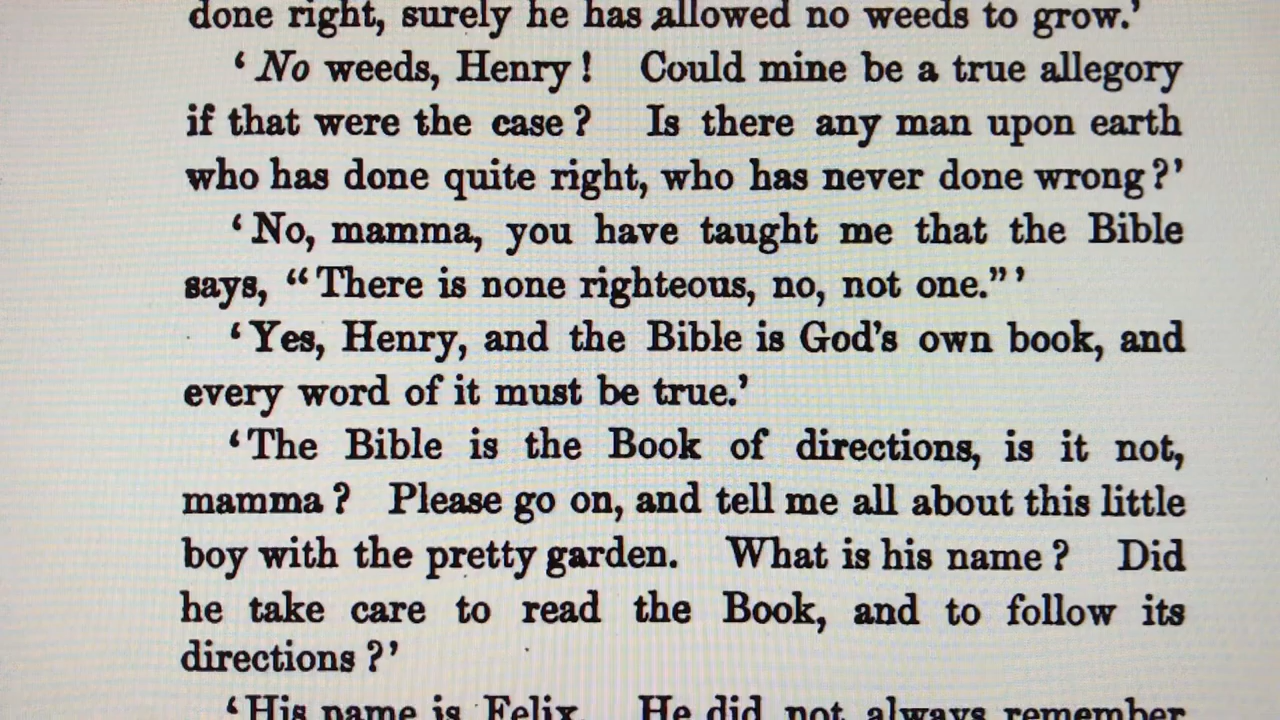 done right, surely he has allowed no weeds to grow.’
‘ No weeds, Henry ! Could mine be a true allegory
if that were the case ? Is there any man upon earth
who has done quite right, who has never done wrong ?’
‘ No, mamma, you have taught me that the Bible
says, “ There is none righteous, no, not one.” ’
‘ Yes, Henry, and the Bible is God’s own book, and
every word of it must be true.’
‘ The Bible is the Book of directions, is it not,
mamma ? Please go on, and tell me all about this little
boy with the pretty garden. What is his name ? Did
he take care to read the Book, and to follow its
directions ?’
‘ His name is Felix. He did not always remember